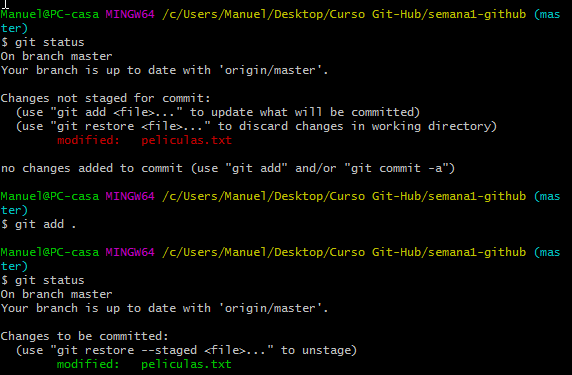 Manuel@PC-casa MINGW64 /c/Users/Manuel/Desktop/Curso Git-Hub/semana1-github (mas
ter)
$ git status
On branch master
Your branch is up to date with 'origin/master'.
Changes not staged for commit:
  (use "git add <file>..." to update what will be committed)
  (use "git restore <file>..." to discard changes in working directory)
        modified:   peliculas.txt
no changes added to commit (use "git add" and/or "git commit -a")
Manuel@PC-casa MINGW64 /c/Users/Manuel/Desktop/Curso Git-Hub/semana1-github (mas
ter)
$ git add .
Manuel@PC-casa MINGW64 /c/Users/Manuel/Desktop/Curso Git-Hub/semana1-github (mas
ter)
$ git status
On branch master
Your branch is up to date with 'origin/master'.
Changes to be committed:
  (use "git restore --staged <file>..." to unstage)
        modified:   peliculas.txt